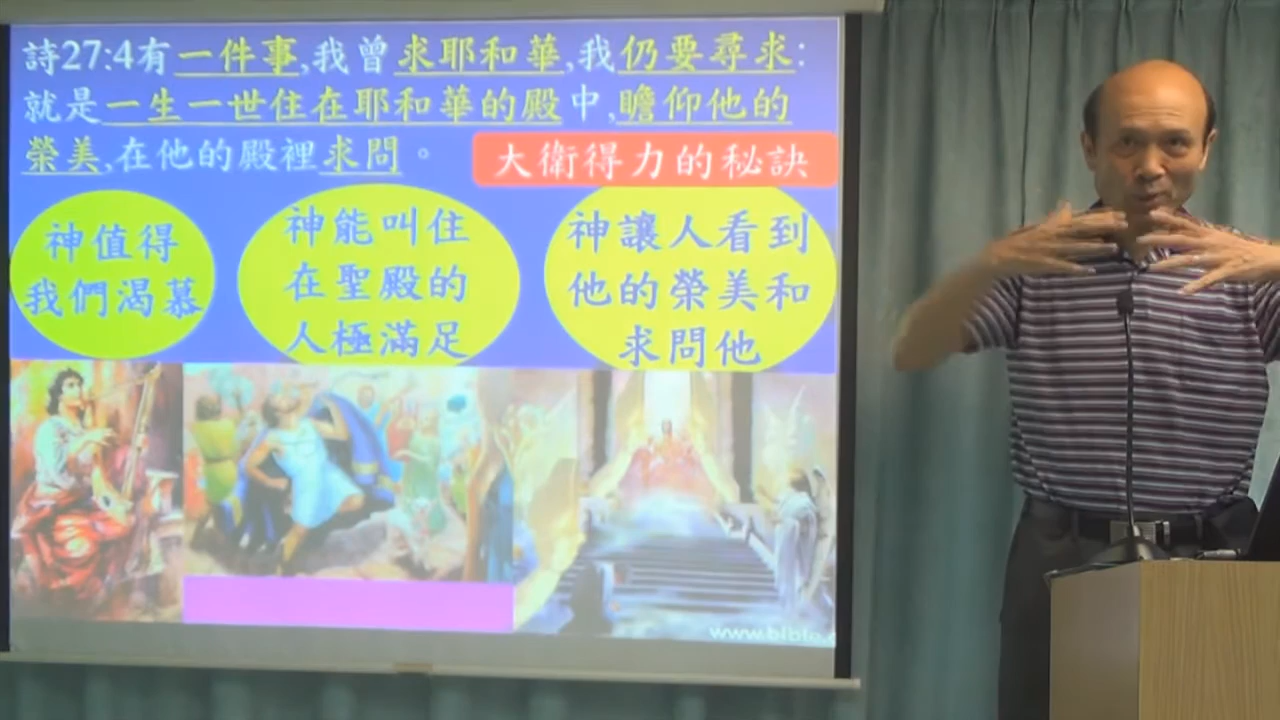 詩27:4有一件事,我曾求耶和華,我仍要尋求:
就是一生一世住在耶和華的殿中,瞻仰他的
榮美,在他的殿裡求問。
大衛得力的秘訣
神值得
我們渴慕
神能叫住
在聖殿的
人極滿足
神讓人看到
他的榮美和
求問他
www.bible.